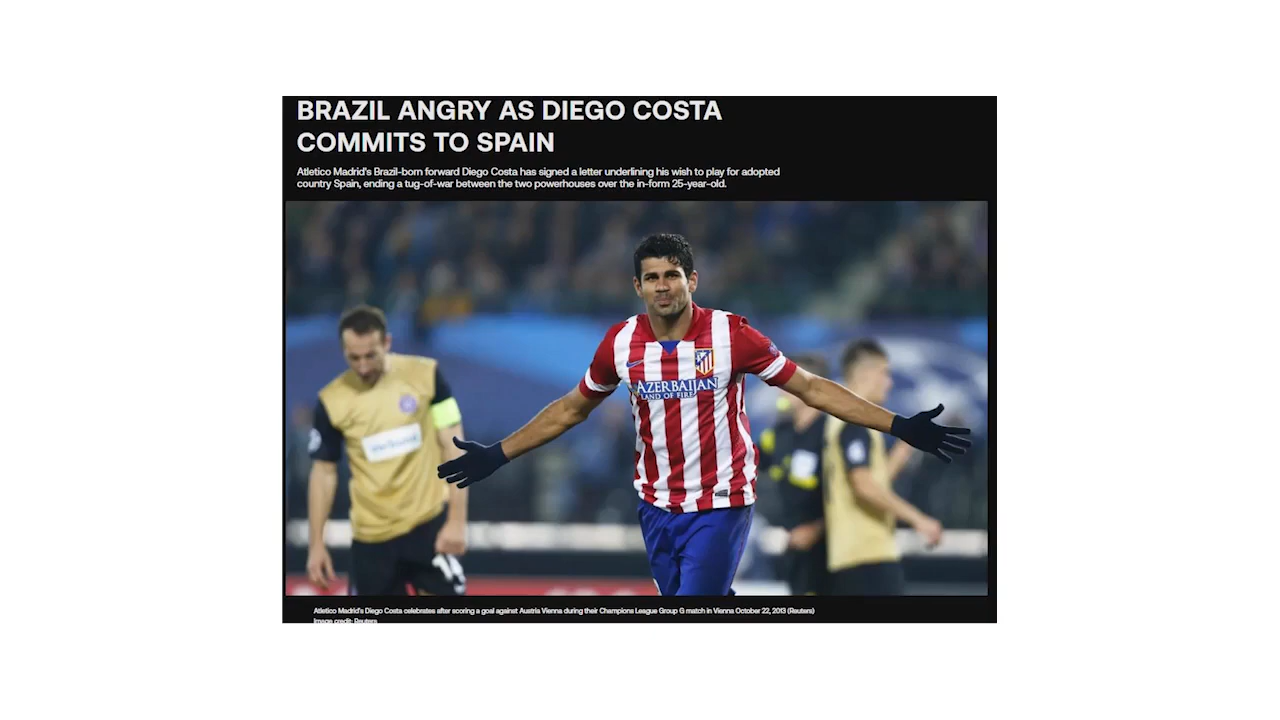 BRAZIL ANGRY AS DIEGO COSTA
COMMITS TO SPAIN
Atletico Madrid's Brazil-born forward Diego Costa has signed a letter underlining his wish to play for adopted
country Spain, ending a tug-of-war between the two powerhouses over the in-form 25-year-old.
AZERBAIJAN
LAND OF FIRE
Atletico Madrid's Diego Costa celebrates after scoring a goal against Austria Vienna during their Champions League Group G match in Vienna October 22, 2013 (Reuters)
Image credit: Reuters